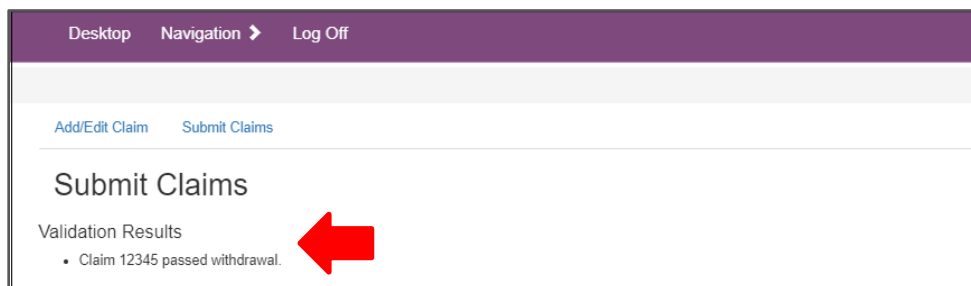 Desktop Navigation Log Off
Add/Edit Claim Submit Claims
Submit Claims
Validation Results
• Claim 12345 passed withdrawal.